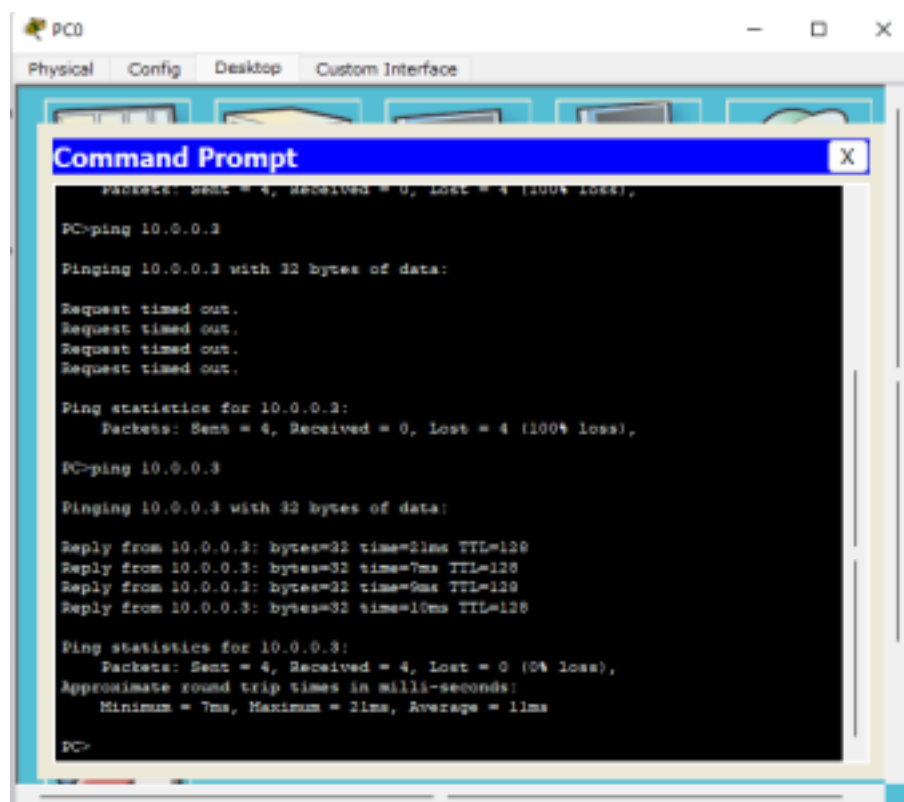 PC0
Physical Config Desktop Custom Interface
Command Prompt X
Packets: Sent = 4, Received = 0, Lost = 4 (100% loss),
PC>ping 10.0.0.3
Pinging 10.0.0.3 with 32 bytes of data:
Request timed out.
Request timed out.
Request timed out.
Request timed out.
Ping statistics for 10.0.0.3:
Packets: Sent = 4, Received = 0, Lost = 4 (100% loss),
PC>ping 10.0.0.3
Pinging 10.0.0.3 with 32 bytes of data:
Reply from 10.0.0.3: bytes=32 time=21ms TTL=128
Reply from 10.0.0.3: bytes=32 time=7ms TTL=128
Reply from 10.0.0.3: bytes=32 time=9ms TTL=128
Reply from 10.0.0.3: bytes=32 time=10ms TTL=128
Ping statistics for 10.0.0.3:
Packets: Sent = 4, Received = 4, Lost = 0 (0% loss),
Approximate round trip times in milli-seconds:
Minimum = 7ms, Maximum = 21ms, Average = 11ms
PC>